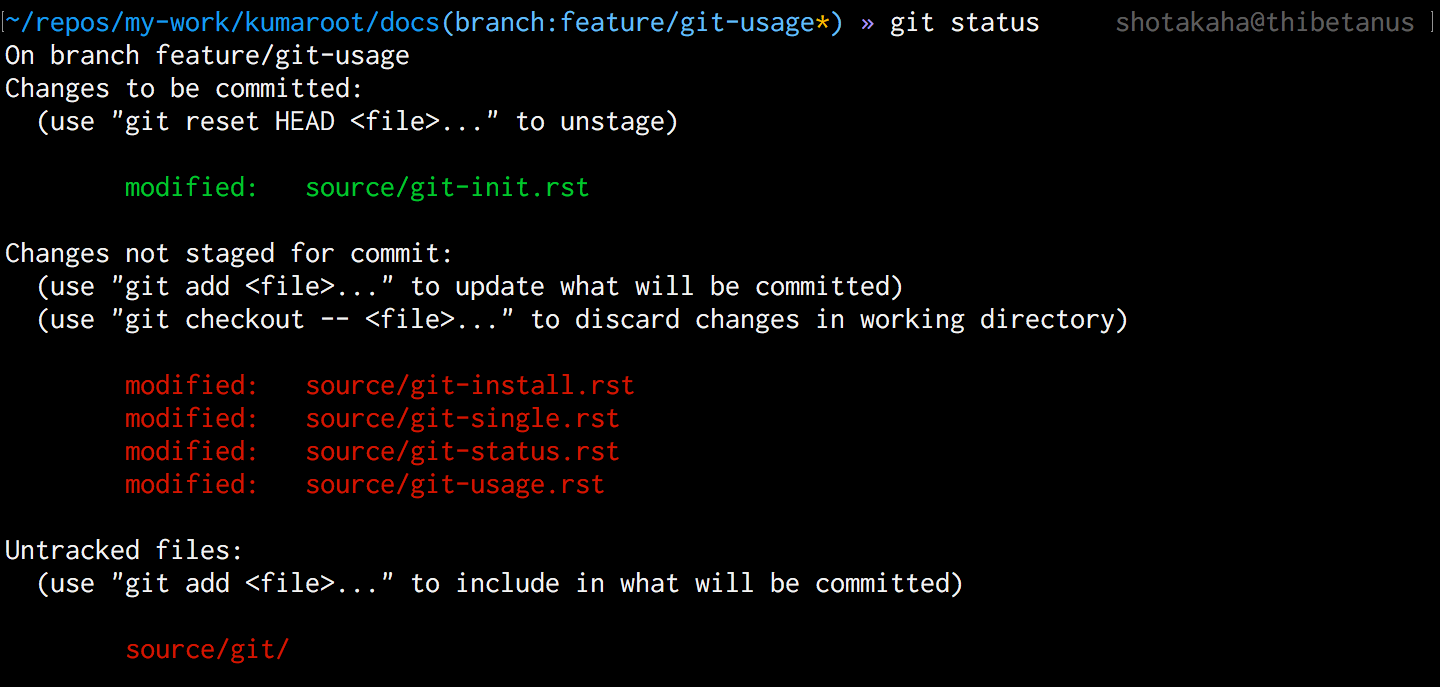 [~/repos/my-work/kumaroot/docs(branch:feature/git-usage*) » git status shotakaha@thibetanus ]
On branch feature/git-usage
Changes to be committed:
  (use "git reset HEAD <file>..." to unstage)

        modified:   source/git-init.rst

Changes not staged for commit:
  (use "git add <file>..." to update what will be committed)
  (use "git checkout -- <file>..." to discard changes in working directory)

        modified:   source/git-install.rst
        modified:   source/git-single.rst
        modified:   source/git-status.rst
        modified:   source/git-usage.rst

Untracked files:
  (use "git add <file>..." to include in what will be committed)

        source/git/